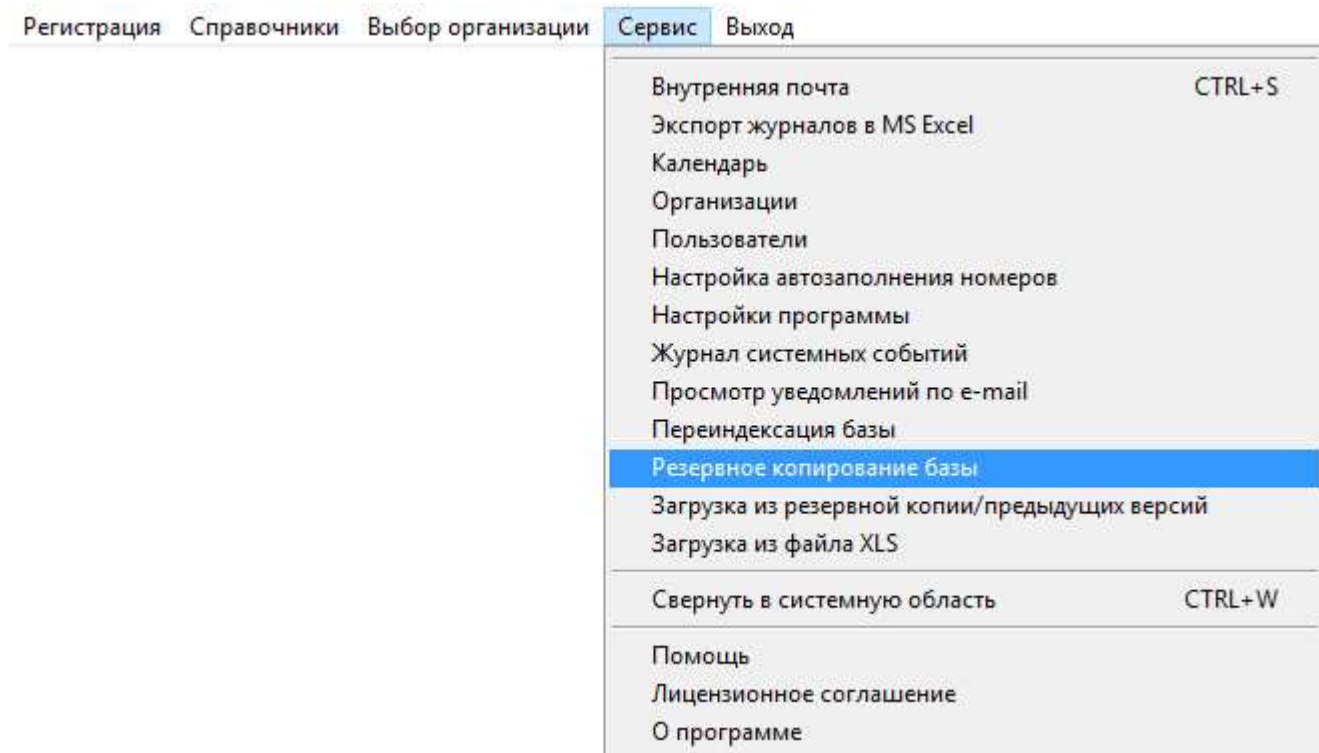 Регистрация Справочники Выбор организации Сервис Выход
Внутренняя почта CTRL+S
Экспорт журналов в MS Excel
Календарь
Организации
Пользователи
Настройка автозаполнения номеров
Настройки программы
Журнал системных событий
Просмотр уведомлений по e-mail
Переиндексация базы
Резервное копирование базы
Загрузка из резервной копии/предыдущих версий
Загрузка из файла XLS
Свернуть в системную область CTRL+W
Помощь
Лицензионное соглашение
О программе